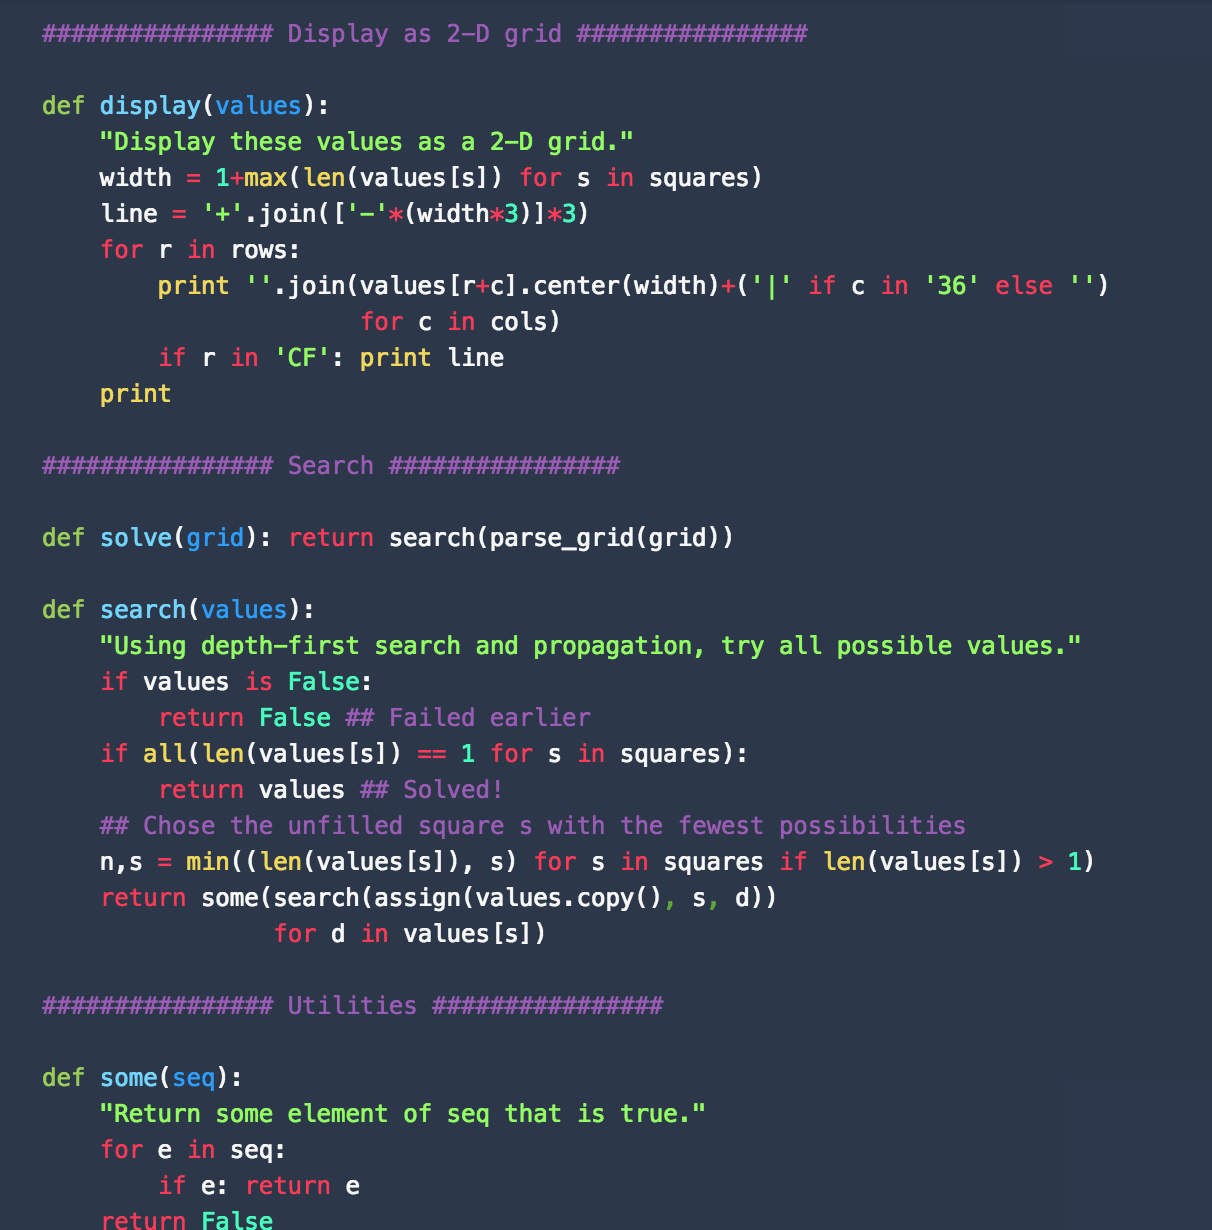 ################ Display as 2-D grid ################
def display(values):
    "Display these values as a 2-D grid."
    width = 1+max(len(values[s]) for s in squares)
    line = '+'.join(['-'*(width*3)]*3)
    for r in rows:
        print ''.join(values[r+c].center(width)+('|' if c in '36' else '')
                      for c in cols)
        if r in 'CF': print line
    print
################ Search ################
def solve(grid): return search(parse_grid(grid))
def search(values):
    "Using depth-first search and propagation, try all possible values."
    if values is False:
        return False ## Failed earlier
    if all(len(values[s]) == 1 for s in squares):
        return values ## Solved!
    ## Chose the unfilled square s with the fewest possibilities
    n,s = min((len(values[s]), s) for s in squares if len(values[s]) > 1)
    return some(search(assign(values.copy(), s, d))
                for d in values[s])
################ Utilities ################
def some(seq):
    "Return some element of seq that is true."
    for e in seq:
        if e: return e
    return False